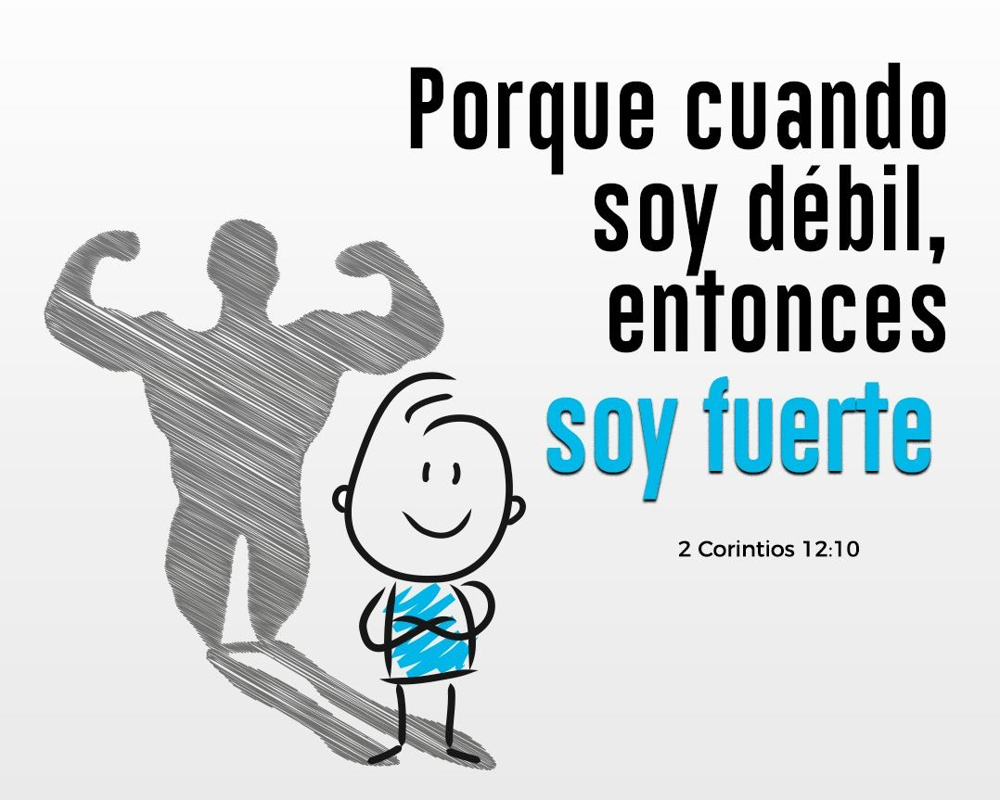 Porque cuando
soy débil,
entonces
soy fuerte
2 Corintios 12:10